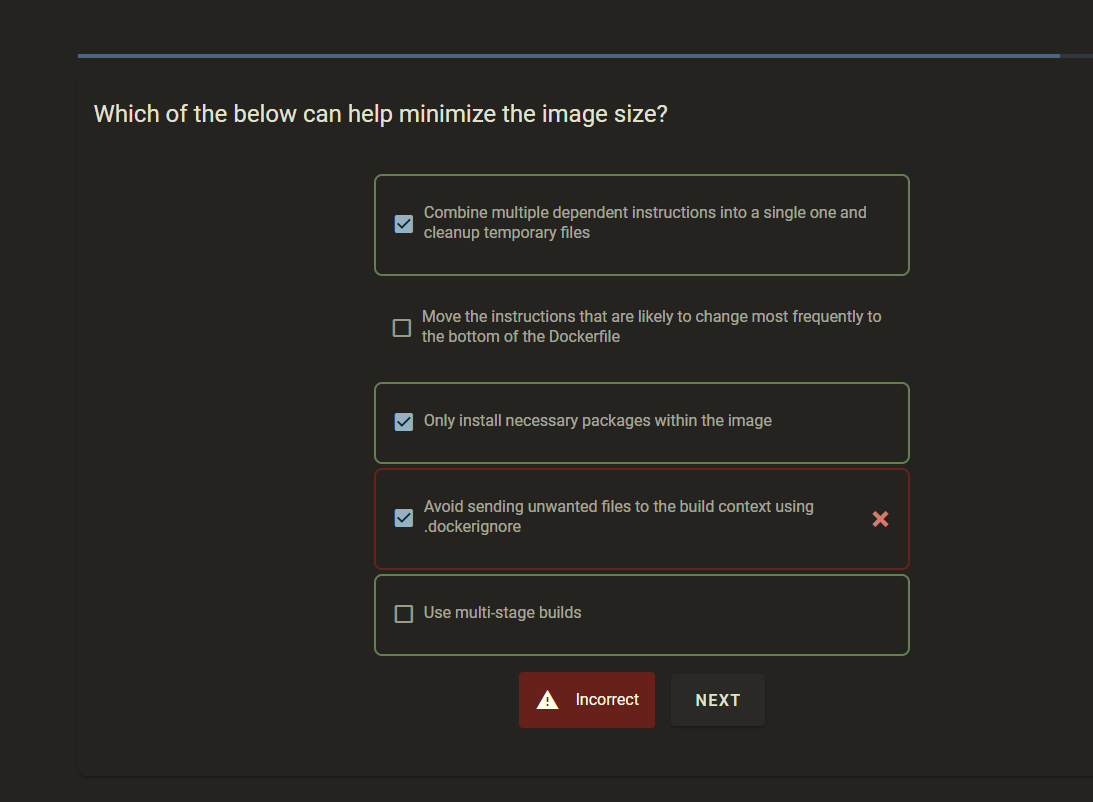 Which of the below can help minimize the image size?
Combine multiple dependent instructions into a single one and
cleanup temporary files
Move the instructions that are likely to change most frequently to
the bottom of the Dockerfile
Only install necessary packages within the image
Avoid sending unwanted files to the build context using
.dockerignore
Use multi-stage builds
Incorrect
NEXT